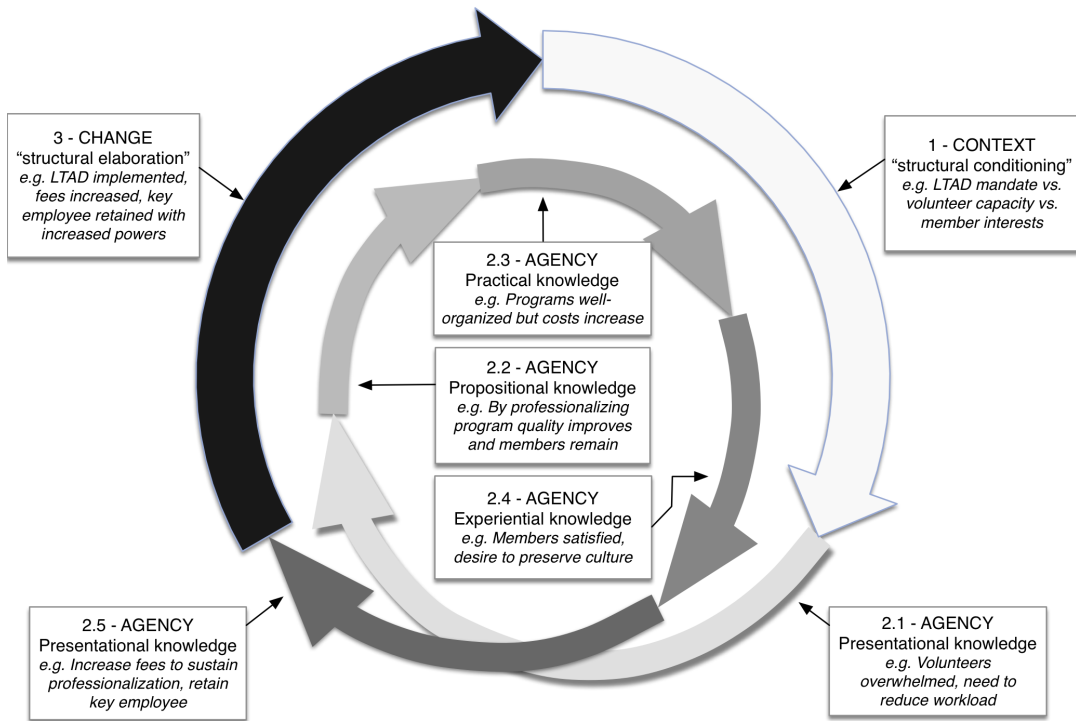 3 - CHANGE
“structural elaboration”
e.g. LTAD implemented,
fees increased, key
employee retained with
increased powers
1 - CONTEXT
“structural conditioning”
e.g. LTAD mandate vs.
volunteer capacity vs.
member interests
2.3 - AGENCY
Practical knowledge
e.g. Programs well-
organized but costs increase
2.2 - AGENCY
Propositional knowledge
e.g. By professionalizing
program quality improves
and members remain
2.4 - AGENCY
Experiential knowledge
e.g. Members satisfied,
desire to preserve culture
2.5 - AGENCY
Presentational knowledge
e.g. Increase fees to sustain
professionalization, retain
key employee
2.1 - AGENCY
Presentational knowledge
e.g. Volunteers
overwhelmed, need to
reduce workload